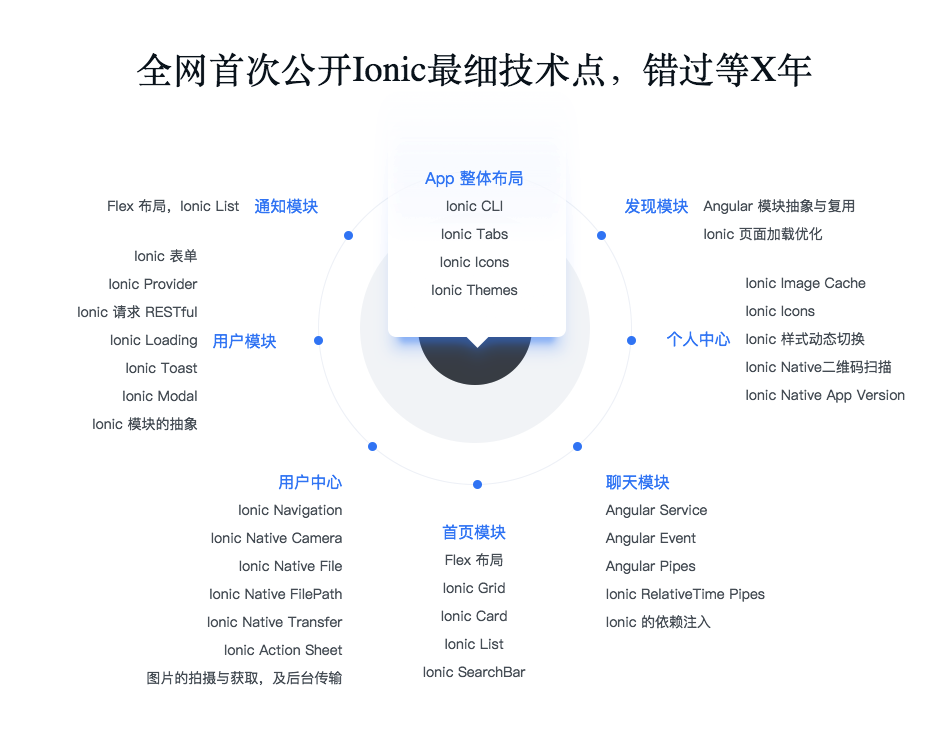 全网首次公开Ionic最细技术点，错过等X年
App 整体布局
Ionic CLI
Ionic Tabs
Ionic Icons
Ionic Themes
通知模块
Flex 布局，Ionic List
发现模块
Angular 模块抽象与复用
Ionic 页面加载优化
用户模块
Ionic 表单
Ionic Provider
Ionic 请求 RESTful
Ionic Loading
Ionic Toast
Ionic Modal
Ionic 模块的抽象
个人中心
Ionic Image Cache
Ionic Icons
Ionic 样式动态切换
Ionic Native二维码扫描
Ionic Native App Version
用户中心
Ionic Navigation
Ionic Native Camera
Ionic Native File
Ionic Native FilePath
Ionic Native Transfer
Ionic Action Sheet
图片的拍摄与获取，及后台传输
首页模块
Flex 布局
Ionic Grid
Ionic Card
Ionic List
Ionic SearchBar
聊天模块
Angular Service
Angular Event
Angular Pipes
Ionic RelativeTime Pipes
Ionic 的依赖注入